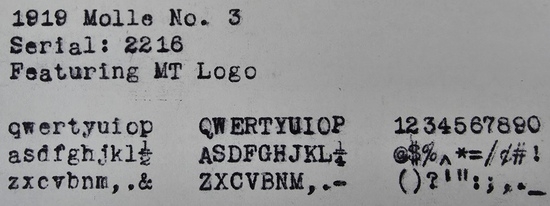 1919 Molle No. 3
Serial: 2216
Featuring MT Logo
qwertyuiop QWERTYUIOP 1234567890
asdfghjkl½ ASDFGHJKL¼ @$%^*=/¢#!
zxcvbnm,.& ZXCVBNM,.- ()?'":;,._